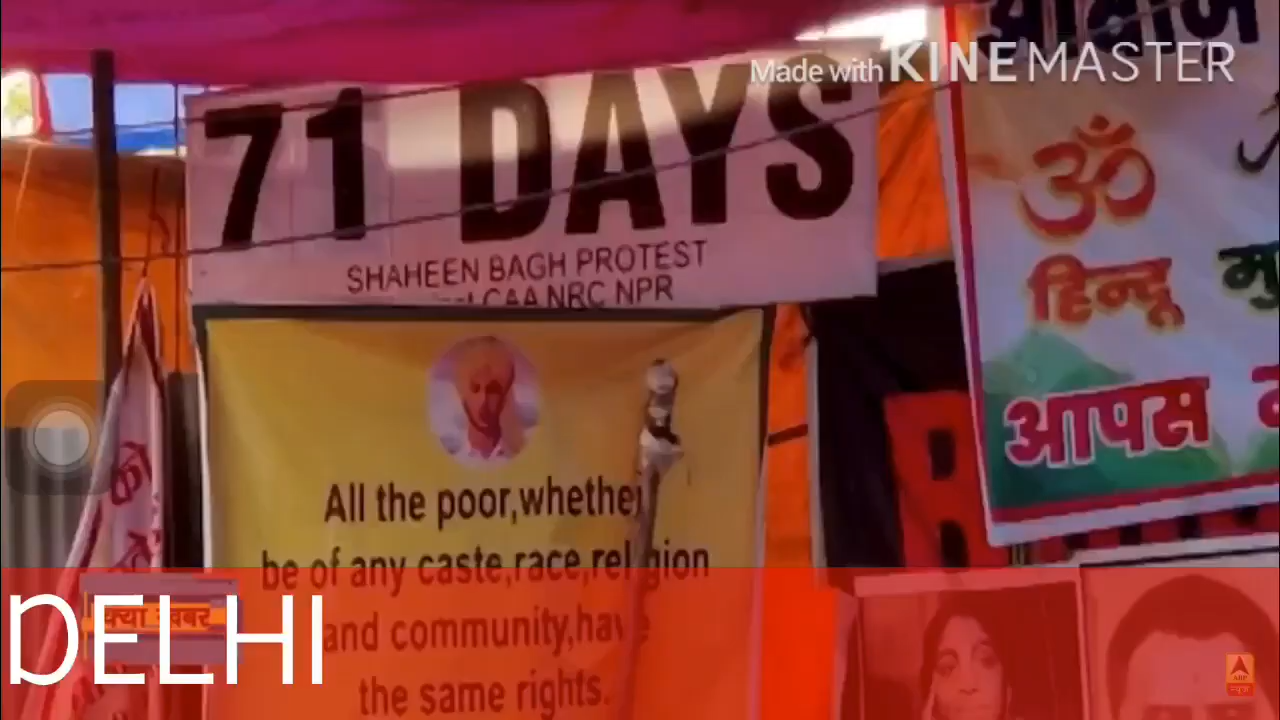 Made with KINEMASTER
71 DAYS
SHAHEEN BAGH PROTEST
CAA NRC NPR
हिन्दू
आपस
All the poor,whether
be of any caste,race,religion
and community,have
the same rights.
को
DELHI
क्या खबर